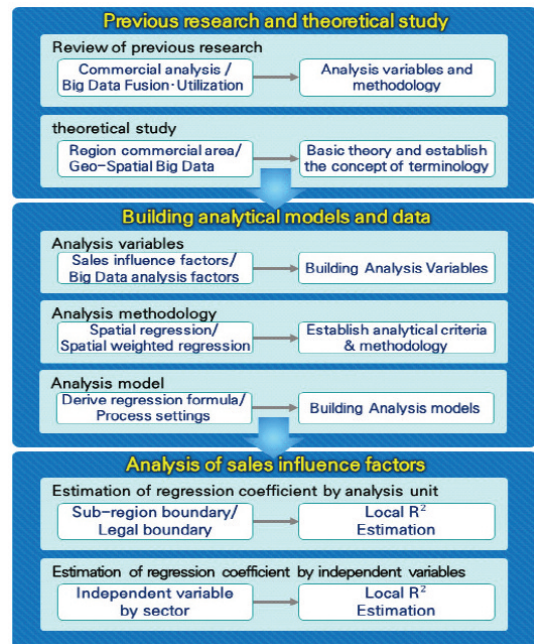 Previous research and theoretical study
Review of previous research
Commercial analysis /
Big Data Fusion·Utilization
Analysis variables and
methodology
theoretical study
Region commercial area/
Geo-Spatial Big Data
Basic theory and establish
the concept of terminology
Building analytical models and data
Analysis variables
Sales influence factors/
Big Data analysis factors
Building Analysis Variables
Analysis methodology
Spatial regression/
Spatial weighted regression
Establish analytical criteria
& methodology
Analysis model
Derive regression formula/
Process settings
Building Analysis models
Analysis of sales influence factors
Estimation of regression coefficient by analysis unit
Sub-region boundary/
Legal boundary
Local R²
Estimation
Estimation of regression coefficient by independent variables
Independent variable
by sector
Local R²
Estimation